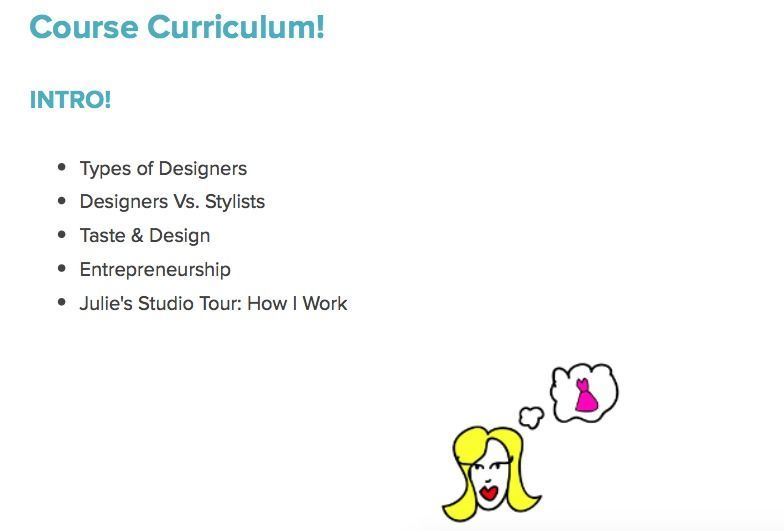 Course Curriculum!
INTRO!
Types of Designers
Designers Vs. Stylists
Taste & Design
Entrepreneurship
Julie's Studio Tour: How I Work